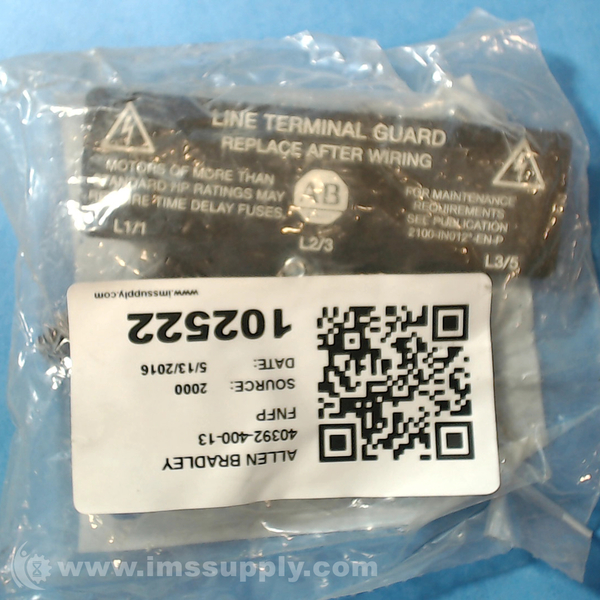 LINE TERMINAL GUARD
REPLACE AFTER WIRING
MOTORS OF MORE THAN
STANDARD HP RATINGS MAY
REQUIRE TIME DELAY FUSES.
AB
FOR MAINTENANCE
REQUIREMENTS
SEE PUBLICATION
2100-IN012*-EN-P
L1/1
L2/3
L3/5
ALLEN BRADLEY
40392-400-13
FNFP
SOURCE: 2000
DATE: 5/13/2016
102522
www.imssupply.com
www.imssupply.com